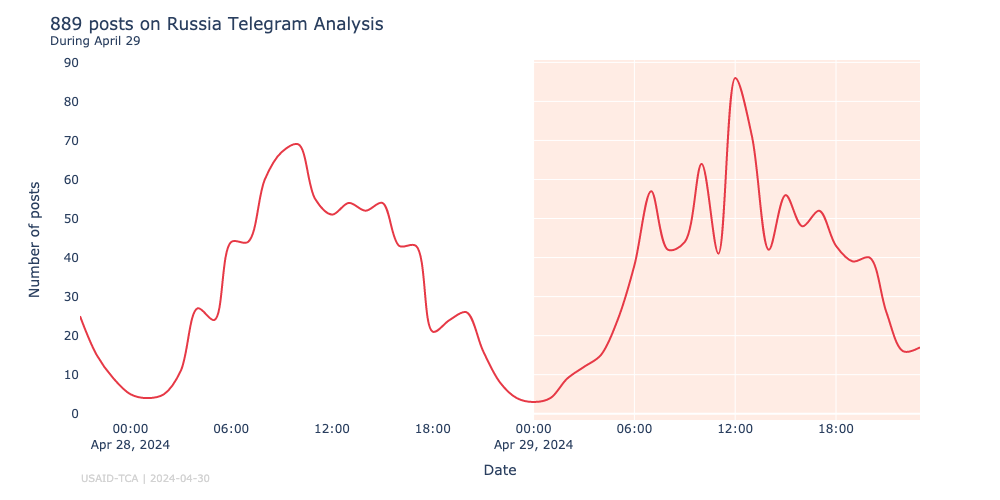 889 posts on Russia Telegram Analysis
During April 29
Number of posts
90
80
70
60
50
40
30
20
10
0
00:00 06:00 12:00 18:00 00:00 06:00 12:00 18:00
Apr 28, 2024 Apr 29, 2024
Date
USAID-TCA | 2024-04-30